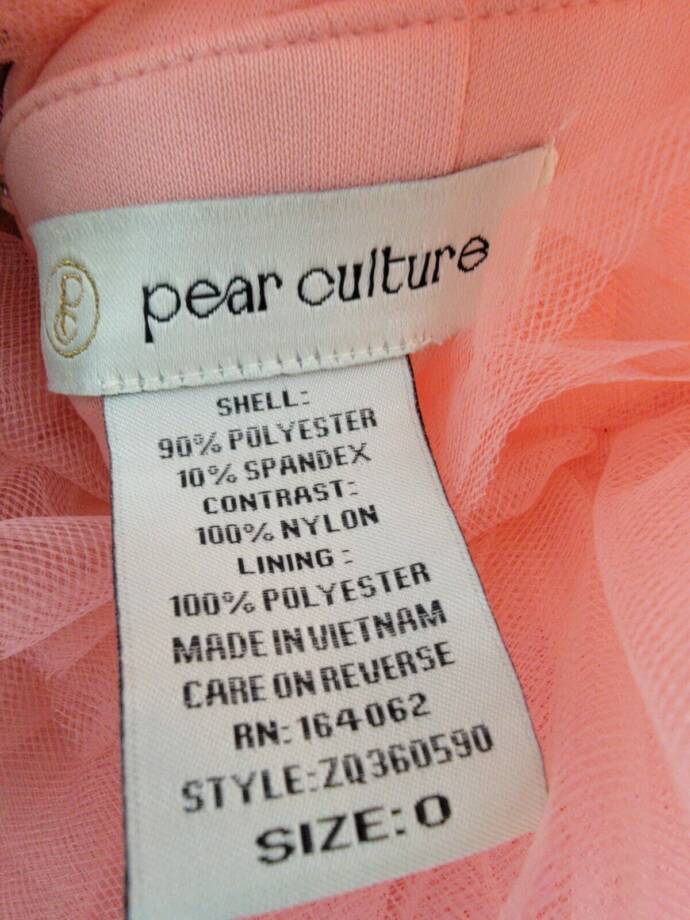 pc
pear culture
SHELL:
90% POLYESTER
10% SPANDEX
CONTRAST:
100% NYLON
LINING :
100% POLYESTER
MADE IN VIETNAM
CARE ON REVERSE
RN: 164062
STYLE:ZQ360590
SIZE: 0